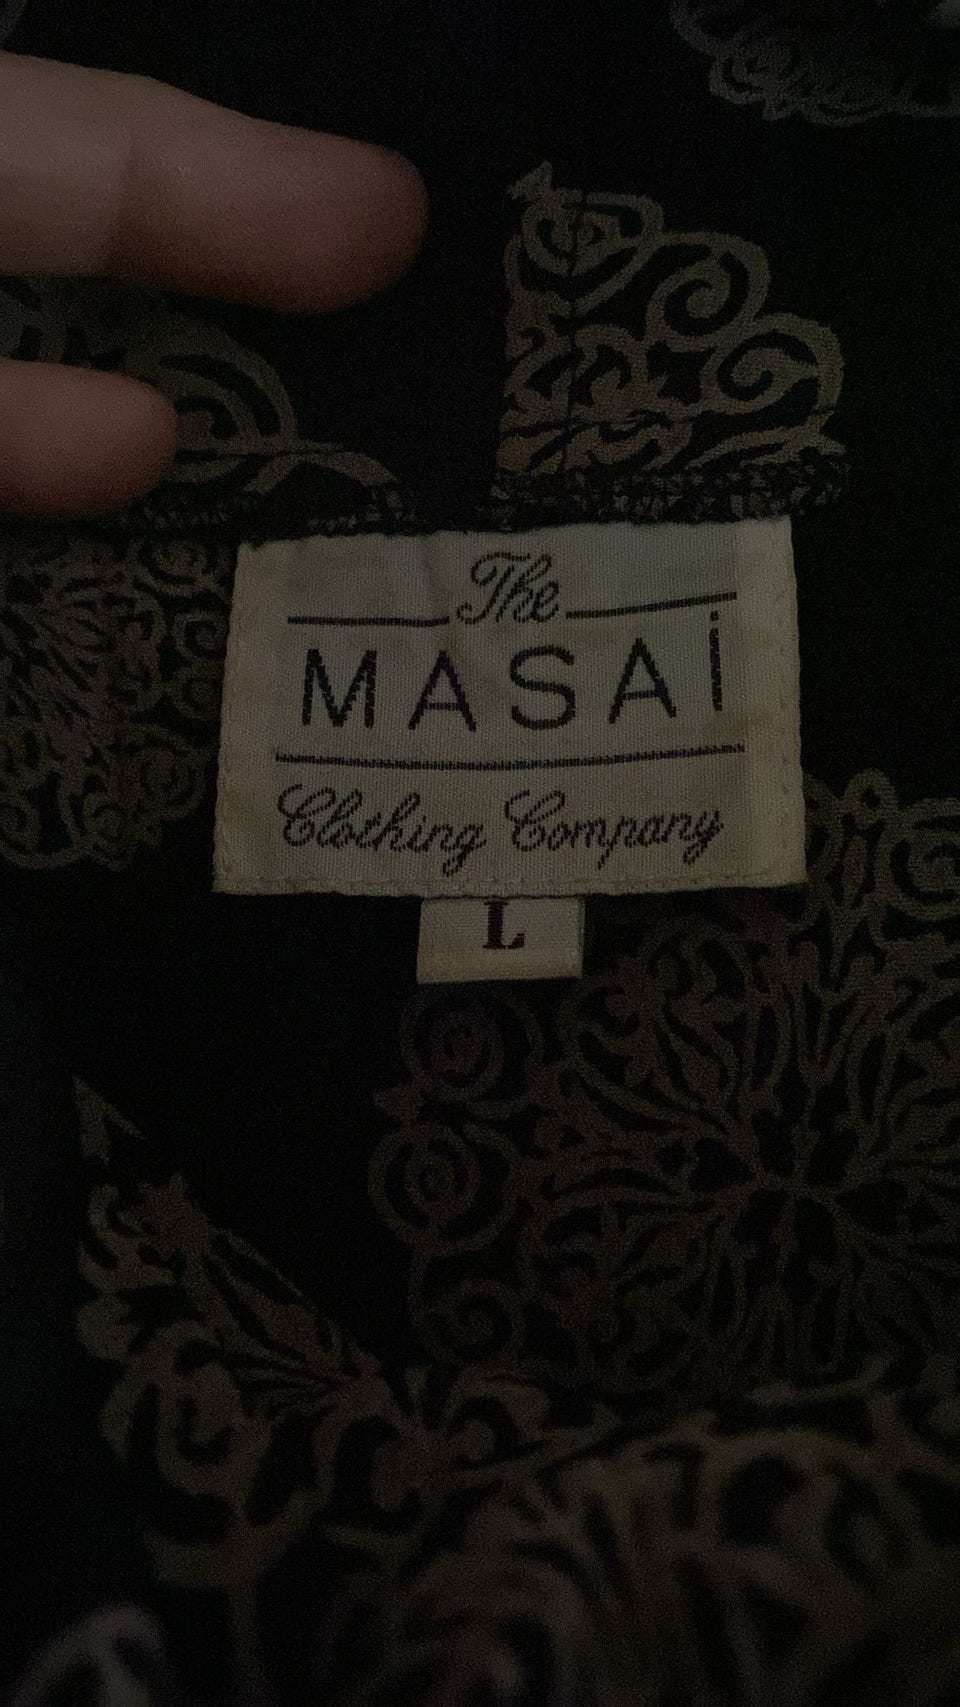 The
MASAi
Clothing Company
L